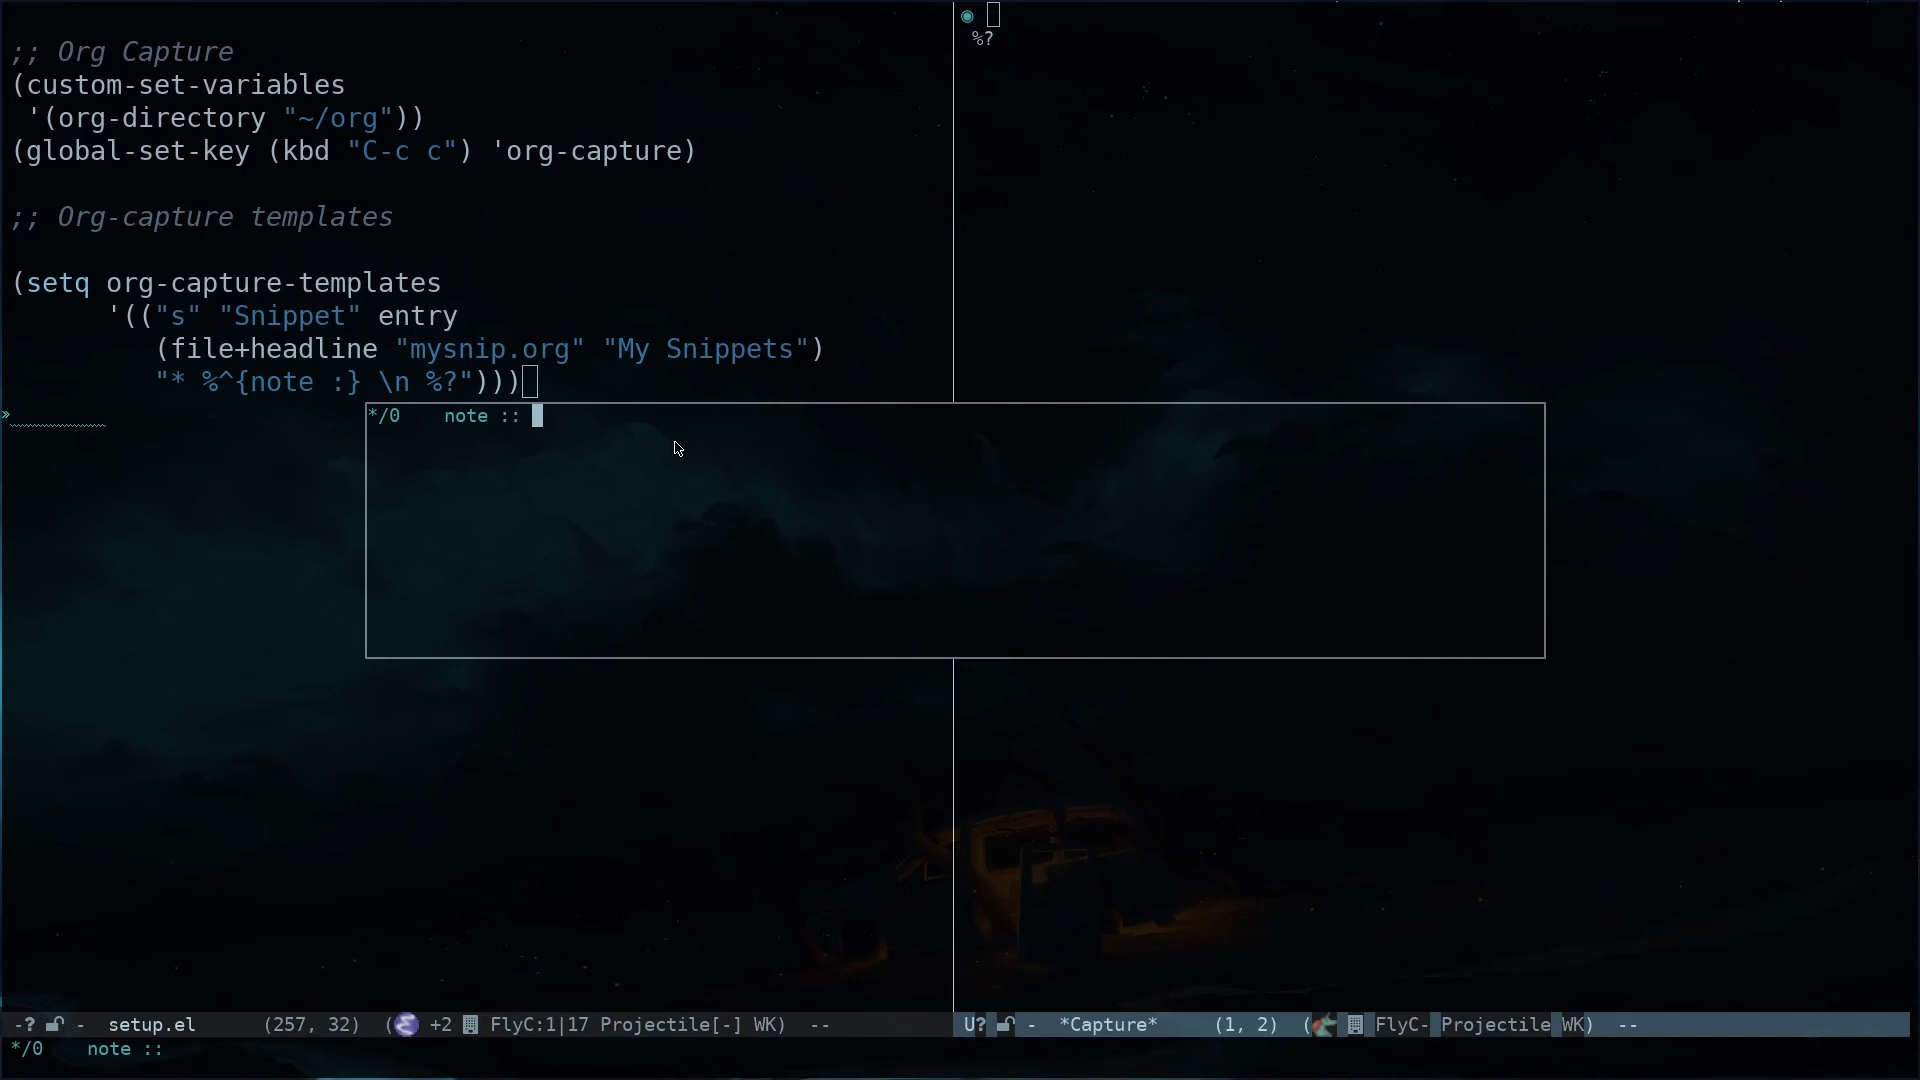 ;; Org Capture
(custom-set-variables
'(org-directory "~/org"))
(global-set-key (kbd "C-c c") 'org-capture)
;; Org-capture templates
(setq org-capture-templates
'(("s" "Snippet" entry
(file+headline "mysnip.org" "My Snippets")
"* %^{note :} \n %?")))
»
%?
*/0 note ::
-? - setup.el (257, 32) ( +2 FlyC:1|17 Projectile[-] WK) --
U? - *Capture* (1, 2) ( FlyC- Projectile WK) --
*/0 note ::